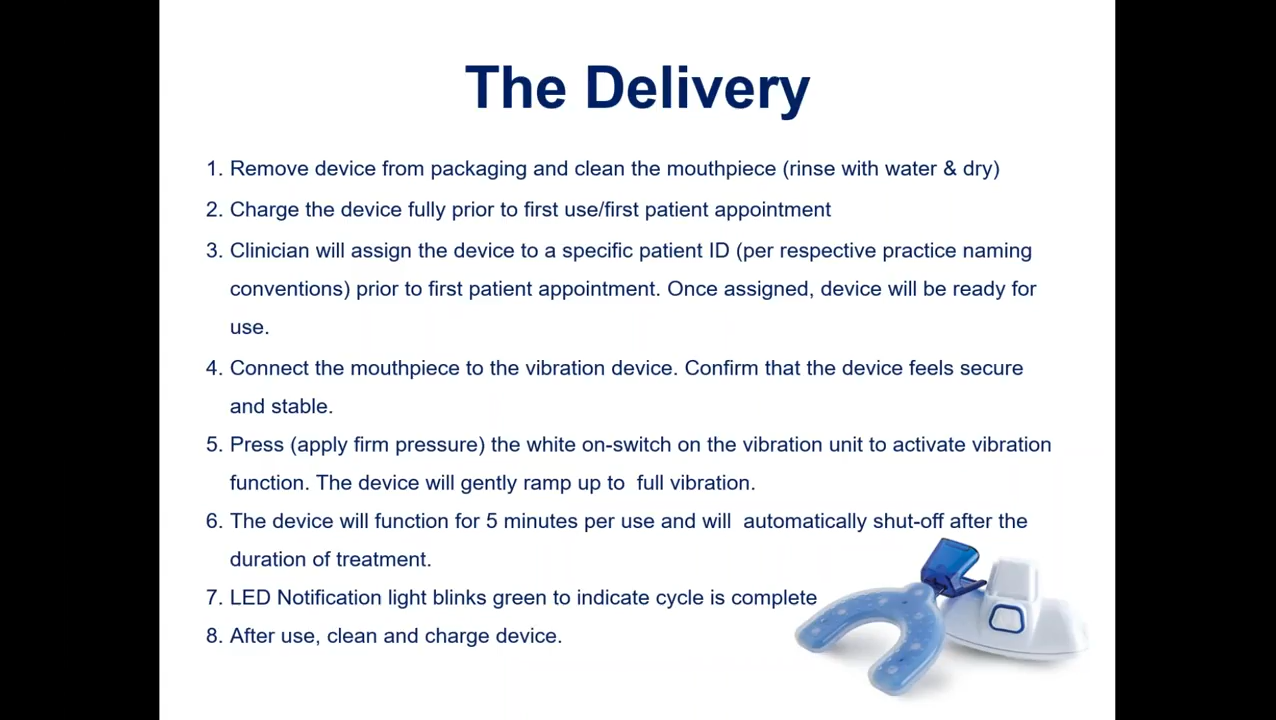 The Delivery
1. Remove device from packaging and clean the mouthpiece (rinse with water & dry)
2. Charge the device fully prior to first use/first patient appointment
3. Clinician will assign the device to a specific patient ID (per respective practice naming
conventions) prior to first patient appointment. Once assigned, device will be ready for
use.
4. Connect the mouthpiece to the vibration device. Confirm that the device feels secure
and stable.
5. Press (apply firm pressure) the white on-switch on the vibration unit to activate vibration
function. The device will gently ramp up to  full vibration.
6. The device will function for 5 minutes per use and will  automatically shut-off after the
duration of treatment.
7. LED Notification light blinks green to indicate cycle is complete
8. After use, clean and charge device.